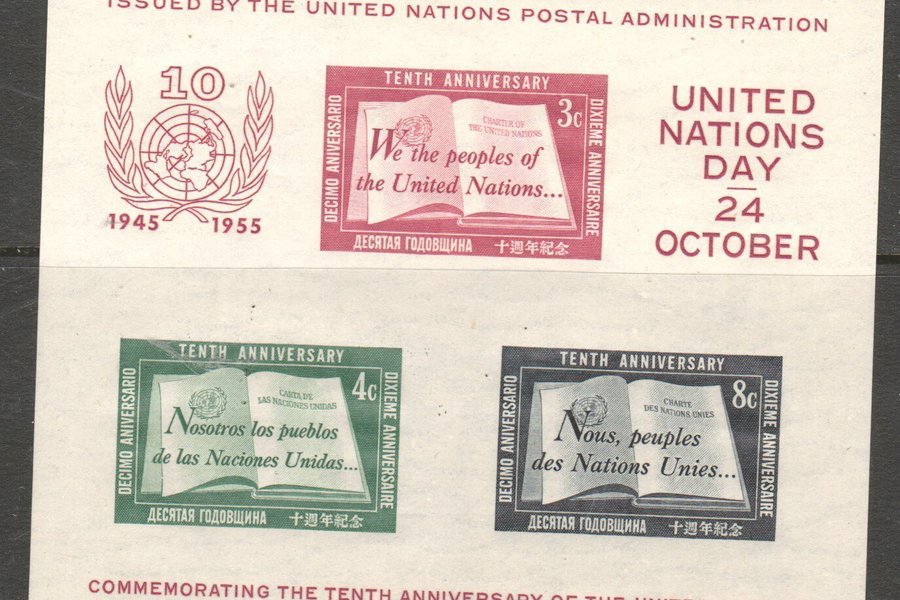 ISSUED BY THE UNITED NATIONS POSTAL ADMINISTRATION
10
1945 1955
TENTH ANNIVERSARY
DECIMO ANIVERSARIO
CHARTER OF
THE UNITED NATIONS
3c
We the peoples of
the United Nations...
DIXIEME ANNIVERSAIRE
ДЕСЯТАЯ ГОДОВЩИНА 十週年紀念
UNITED
NATIONS
DAY
—
24
OCTOBER
TENTH ANNIVERSARY
DECIMO ANIVERSARIO
CARTA DE
LAS NACIONES UNIDAS
4c
Nosotros los pueblos
de las Naciones Unidas...
DIXIEME ANNIVERSAIRE
ДЕСЯТАЯ ГОДОВЩИНА 十週年紀念
TENTH ANNIVERSARY
DECIMO ANIVERSARIO
CHARTE
DES NATIONS UNIES
8c
Nous, peuples
des Nations Unies...
DIXIEME ANNIVERSAIRE
ДЕСЯТАЯ ГОДОВЩИНА 十週年紀念
COMMEMORATING THE TENTH ANNIVERSARY OF THE